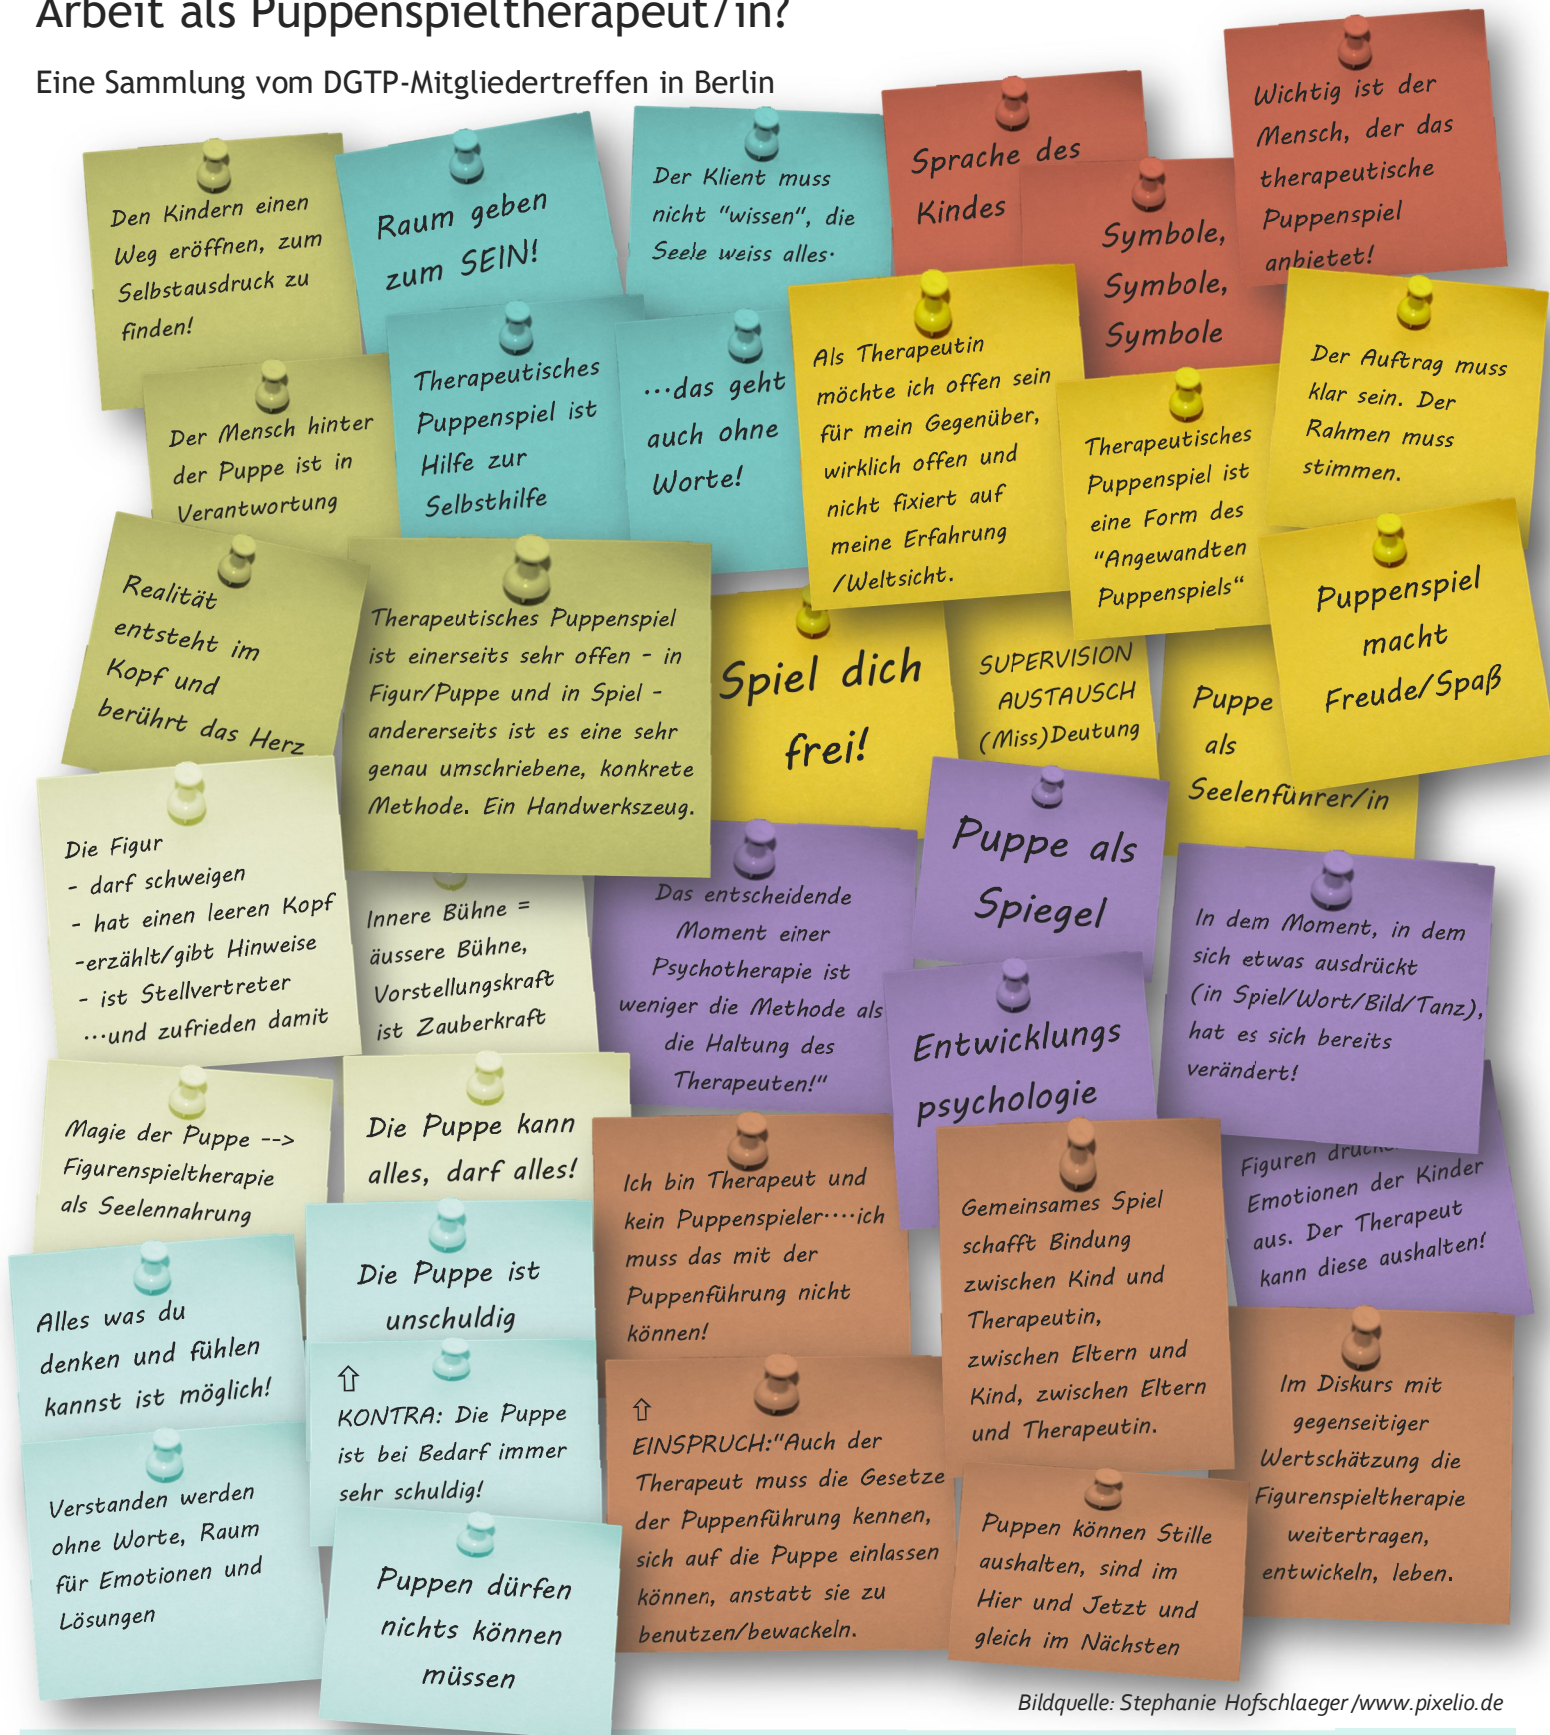 Arbeit als Puppenspieltherapeut/in?
Eine Sammlung vom DGTP-Mitgliedertreffen in Berlin
Den Kindern einen
Weg eröffnen, zum
Selbstausdruck zu
finden!
Raum geben
zum SEIN!
Der Klient muss
nicht "wissen", die
Seele weiss alles.
Sprache des
Kindes
Symbole,
Symbole,
Symbole
Wichtig ist der
Mensch, der das
therapeutische
Puppenspiel
anbietet!
Der Mensch hinter
der Puppe ist in
Verantwortung
Therapeutisches
Puppenspiel ist
Hilfe zur
Selbsthilfe
...das geht
auch ohne
Worte!
Als Therapeutin
möchte ich offen sein
für mein Gegenüber,
wirklich offen und
nicht fixiert auf
meine Erfahrung
/Weltsicht.
Therapeutisches
Puppenspiel ist
eine Form des
"Angewandten
Puppenspiels"
Der Auftrag muss
klar sein. Der
Rahmen muss
stimmen.
Realität
entsteht im
Kopf und
berührt das Herz
Therapeutisches Puppenspiel
ist einerseits sehr offen - in
Figur/Puppe und in Spiel -
andererseits ist es eine sehr
genau umschriebene, konkrete
Methode. Ein Handwerkszeug.
Spiel dich
frei!
SUPERVISION
AUSTAUSCH
(Miss)Deutung
Puppe
als
Seelenführer/in
Puppenspiel
macht
Freude/Spaß
Die Figur
- darf schweigen
- hat einen leeren Kopf
-erzählt/gibt Hinweise
- ist Stellvertreter
...und zufrieden damit
Innere Bühne =
äussere Bühne,
Vorstellungskraft
ist Zauberkraft
Das entscheidende
Moment einer
Psychotherapie ist
weniger die Methode als
die Haltung des
Therapeuten!"
Puppe als
Spiegel
Entwicklungs
psychologie
In dem Moment, in dem
sich etwas ausdrückt
(in Spiel/Wort/Bild/Tanz),
hat es sich bereits
verändert!
Magie der Puppe -->
Figurenspieltherapie
als Seelennahrung
Die Puppe kann
alles, darf alles!
Ich bin Therapeut und
kein Puppenspieler....ich
muss das mit der
Puppenführung nicht
können!
Gemeinsames Spiel
schafft Bindung
zwischen Kind und
Therapeutin,
zwischen Eltern und
Kind, zwischen Eltern
und Therapeutin.
Figuren
Emotionen der Kinder
aus. Der Therapeut
kann diese aushalten!
Alles was du
denken und fühlen
kannst ist möglich!
Die Puppe ist
unschuldig
⇧
KONTRA: Die Puppe
ist bei Bedarf immer
sehr schuldig!
⇧
EINSPRUCH:"Auch der
Therapeut muss die Gesetze
der Puppenführung kennen,
sich auf die Puppe einlassen
können, anstatt sie zu
benutzen/bewackeln.
Im Diskurs mit
gegenseitiger
Wertschätzung die
Figurenspieltherapie
weitertragen,
entwickeln, leben.
Verstanden werden
ohne Worte, Raum
für Emotionen und
Lösungen
Puppen dürfen
nichts können
müssen
Puppen können Stille
aushalten, sind im
Hier und Jetzt und
gleich im Nächsten
Bildquelle: Stephanie Hofschlaeger/www.pixelio.de